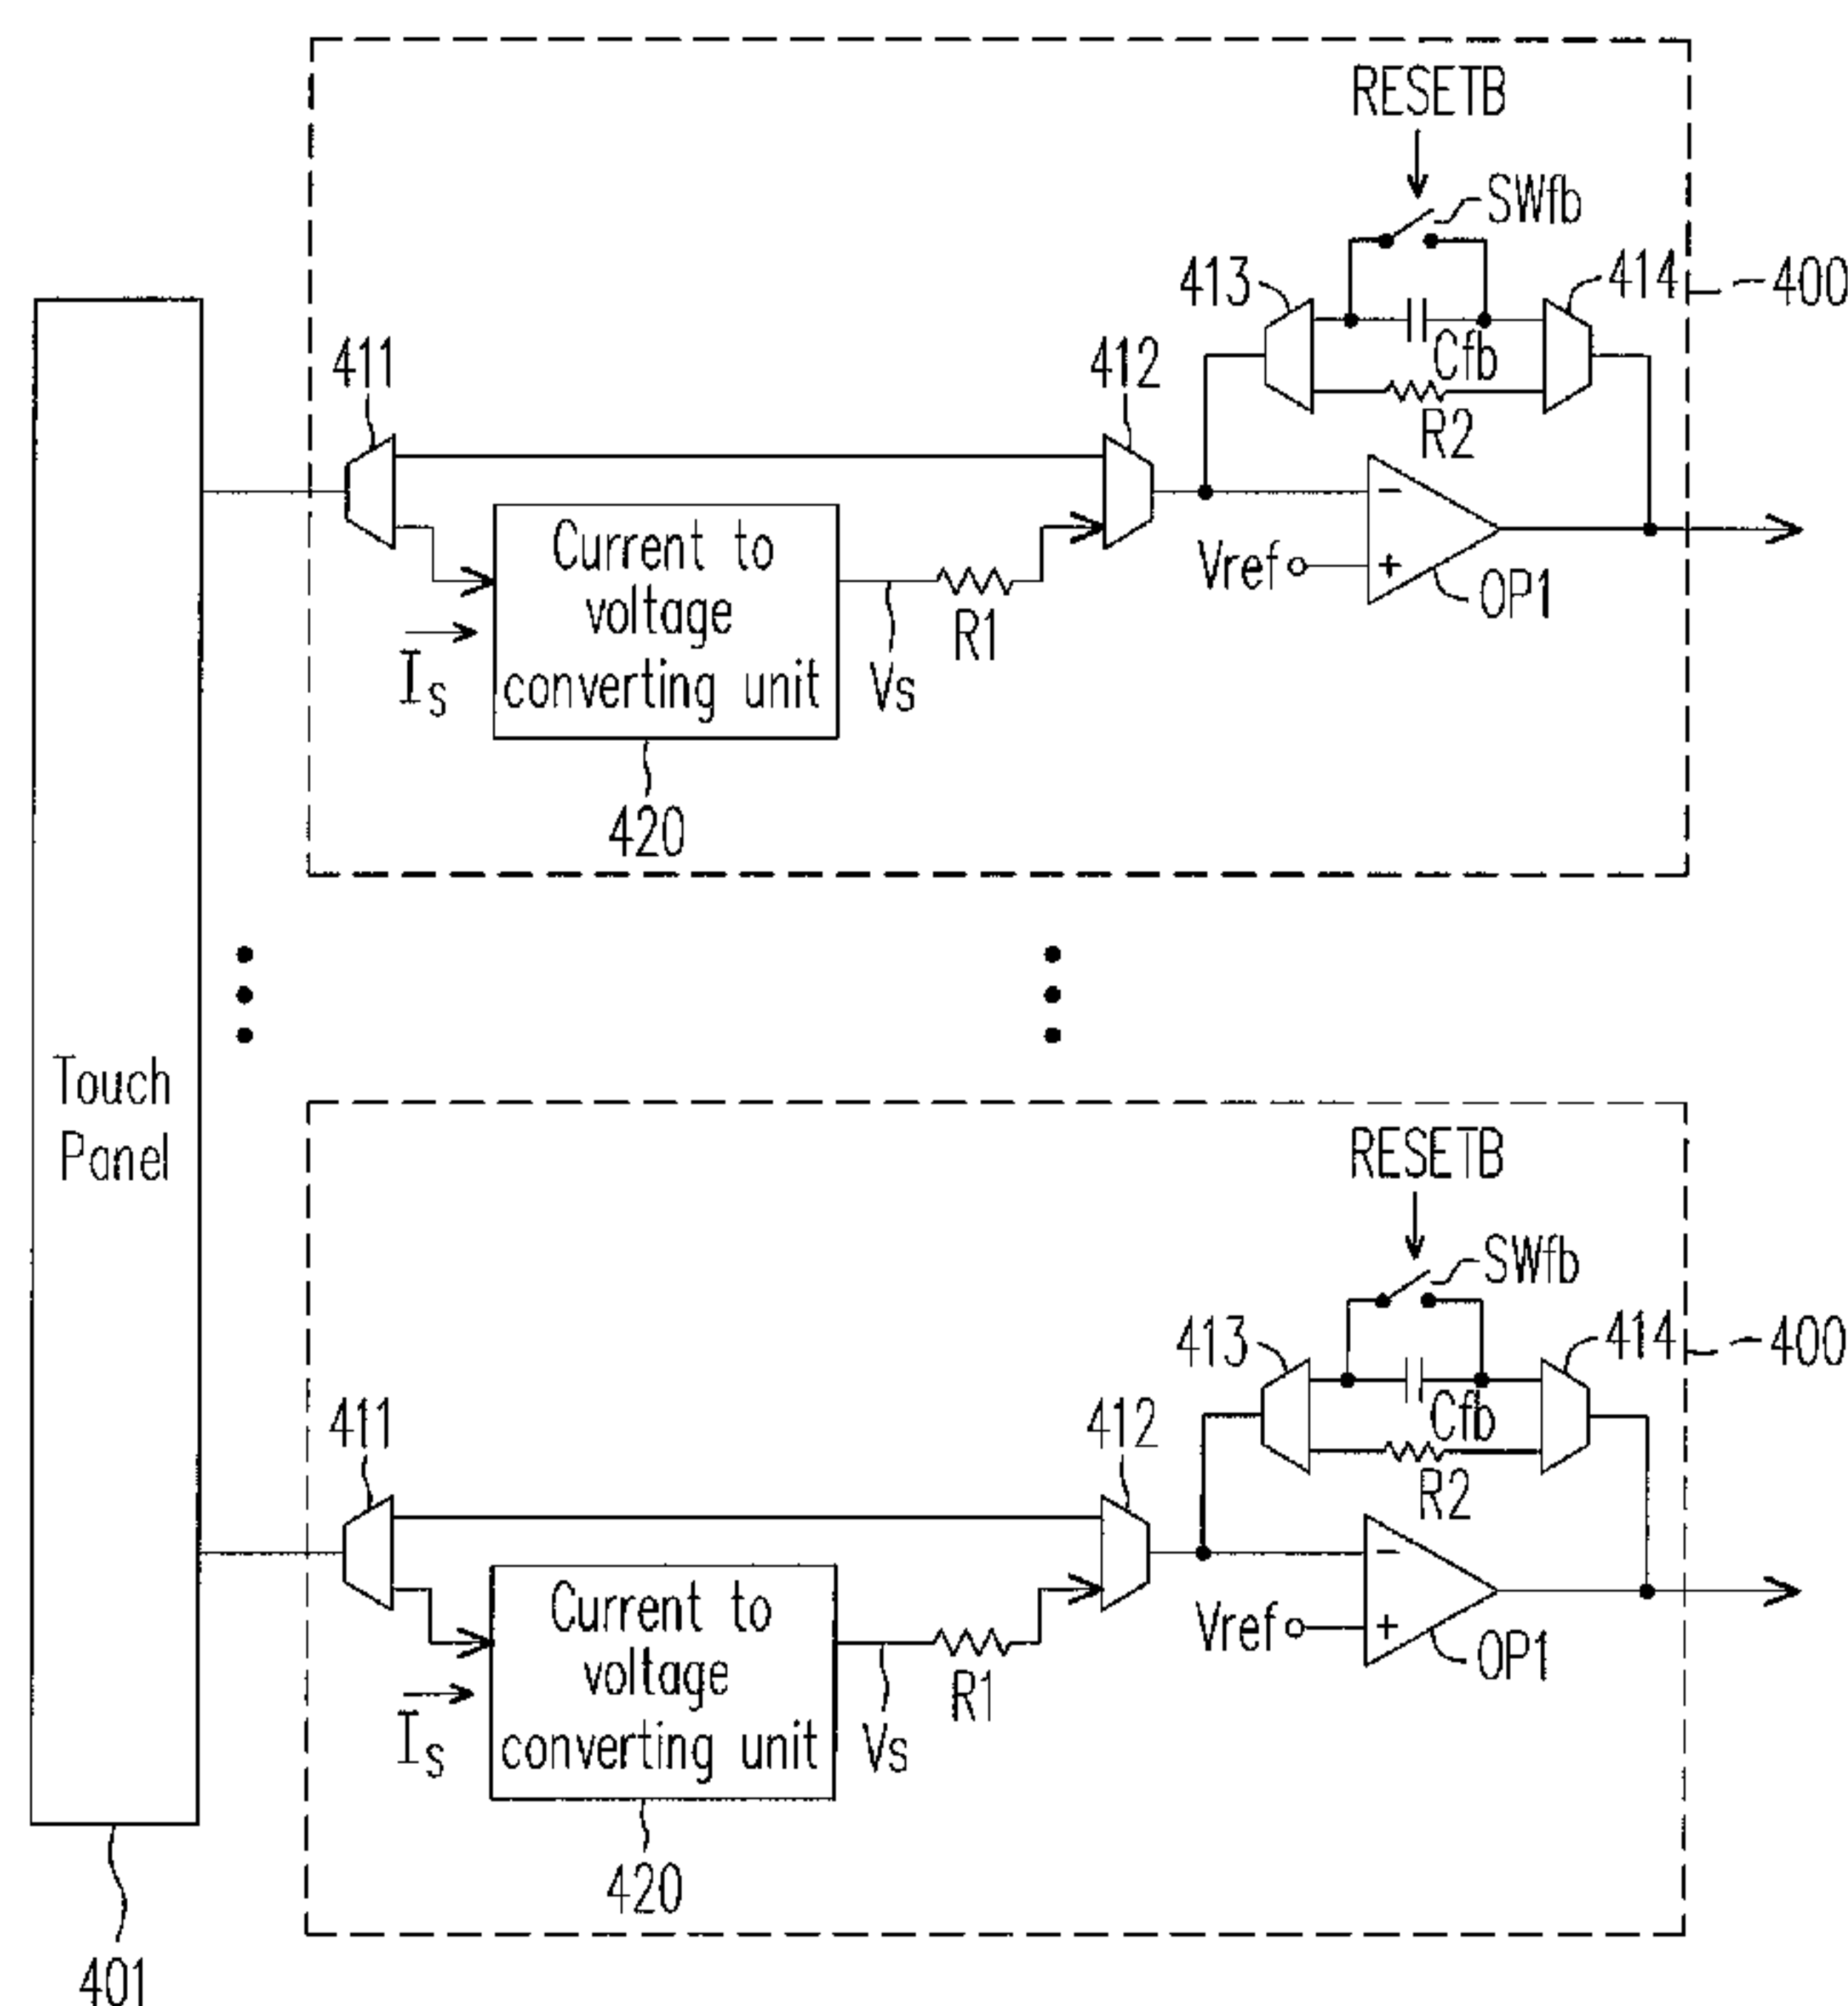 RESETB
SWfb
413
414
400
Cfb
R2
411
412
Current to
voltage
converting unit
Vref
-
+
OP1
R1
Is
Vs
420
Touch
Panel
RESETB
SWfb
413
414
400
Cfb
R2
411
412
Current to
voltage
converting unit
Vref
-
+
OP1
R1
Is
Vs
420
401